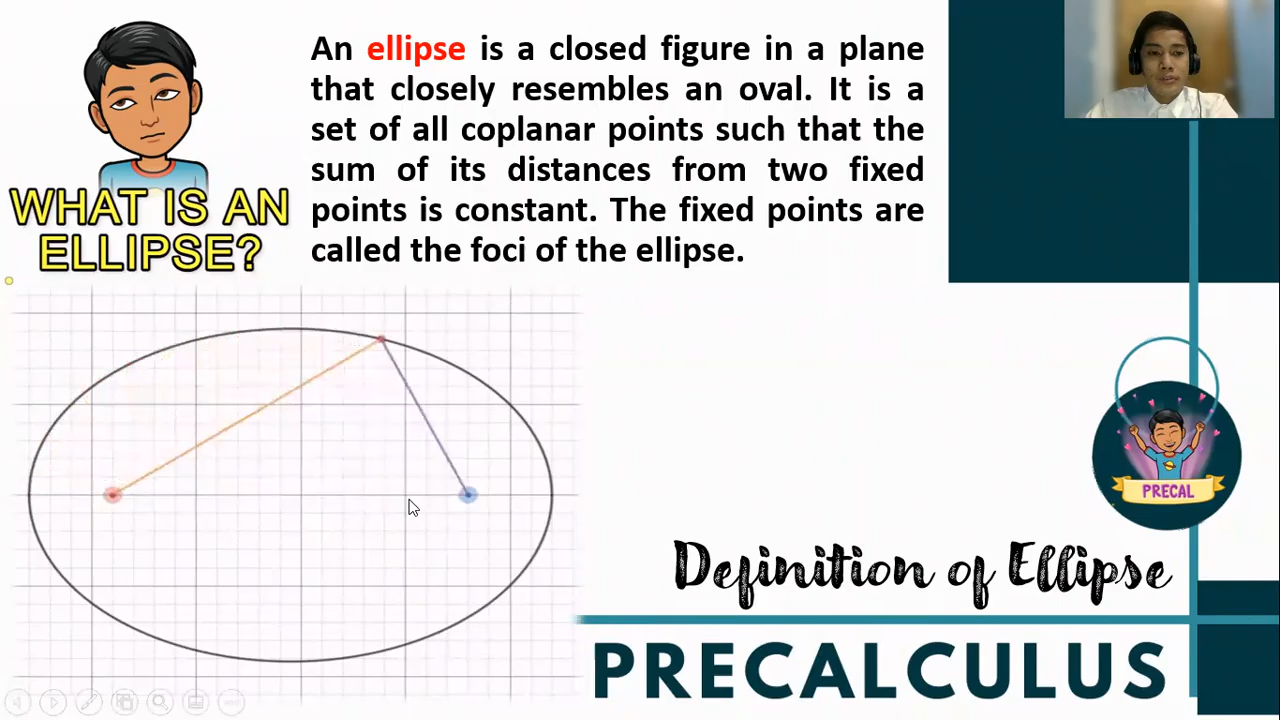 WHAT IS AN
ELLIPSE?
An ellipse is a closed figure in a plane
that closely resembles an oval. It is a
set of all coplanar points such that the
sum of its distances from two fixed
points is constant. The fixed points are
called the foci of the ellipse.
PRECAL
Definition of Ellipse
PRECALCULUS